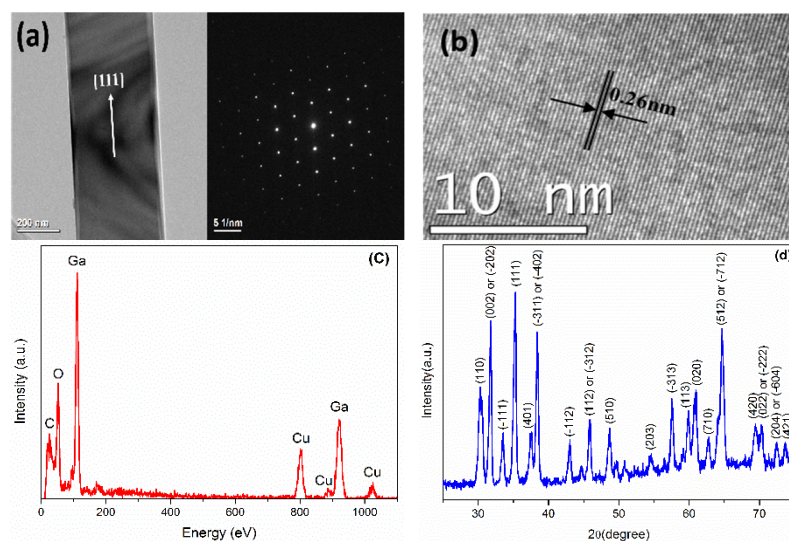 (a)
[111]
200 nm
5 1/nm
(b)
0.26nm
10 nm
(C)
Ga
O
C
Cu
Cu
Ga
Cu
Intensity (a.u.)
0 200 400 600 800 1000
Energy (eV)
(d)
(110)
(002) or (-202)
(-111)
(111)
(401)
(-311) or (-402)
(-112)
(112) or (-312)
(510)
(203)
(-313)
(113)
(020)
(710)
(512) or (-712)
(420)
(022) or (-222)
(204) or (-604)
(421)
Intensity(a.u.)
30 40 50 60 70
2θ(degree)